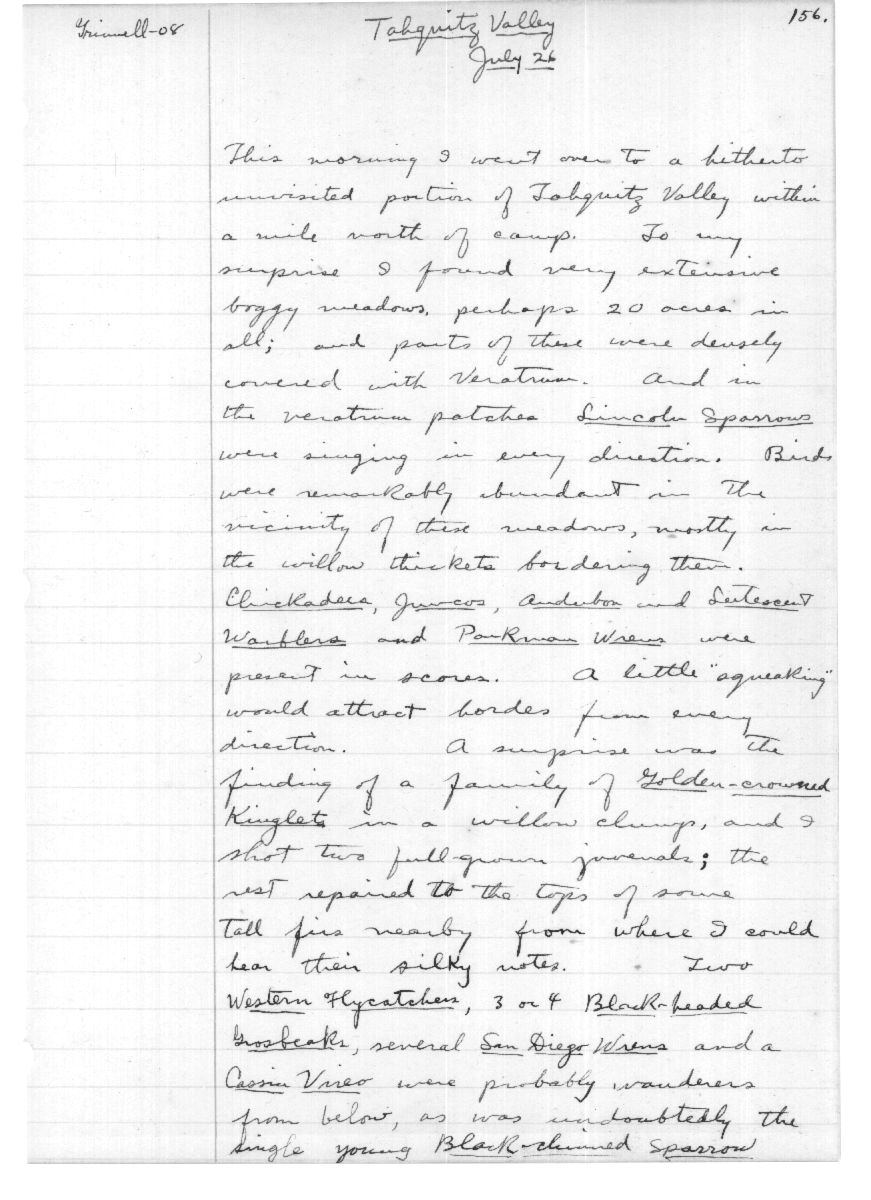 Grinnell-08
Tahquitz Valley
156.
July 26
This morning I went over to a hitherto
unvisited portion of Tahquitz Valley within
a mile north of camp. To my
surprise I found very extensive
boggy meadows, perhaps 20 acres in
all; and parts of these were densely
covered with Veratrum. And in
the veratrum patches Lincoln Sparrows
were singing in every direction. Birds
were remarkably abundant in the
vicinity of these meadows, mostly in
the willow thickets bordering them.
Chickadees, Juncos, Audubon and Lutescent
Warblers and Parkman Wrens were
present in scores. A little "squeaking"
would attract hordes from every
direction. A surprise was the
finding of a family of Golden-crowned
Kinglets in a willow clump, and I
shot two full-grown juvenals; the
rest repaired to the tops of some
tall firs nearby from where I could
hear their silky notes. Two
Western Flycatchers, 3 or 4 Black-headed
Grosbeaks, several San Diego Wrens and a
Cassin Vireo were probably wanderers
from below, as was undoubtedly the
single young Black-chinned Sparrow